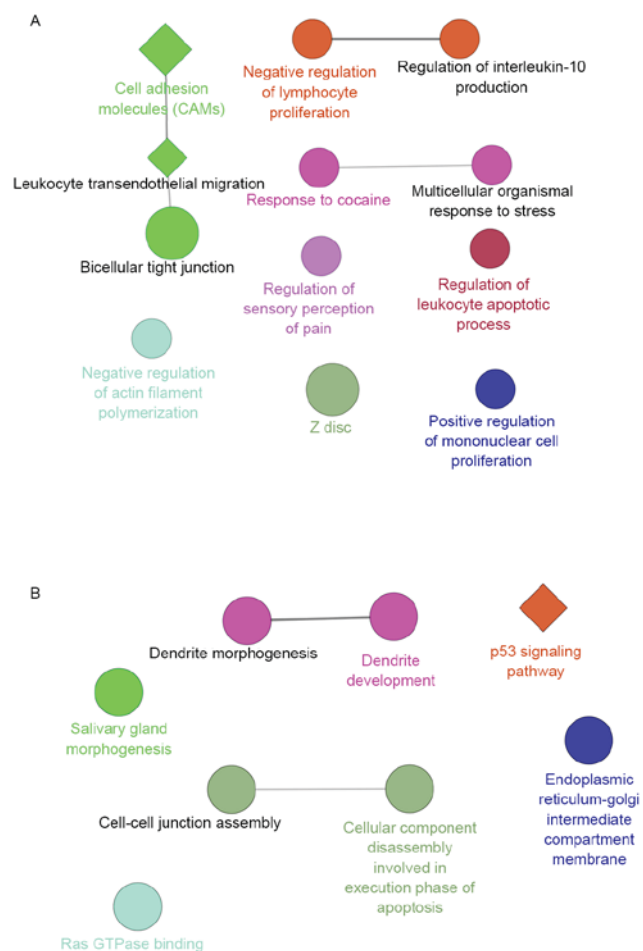 A
Cell adhesion
molecules (CAMs)
Negative regulation
of lymphocyte
proliferation
Regulation of interleukin-10
production
Leukocyte transendothelial migration
Response to cocaine
Multicellular organismal
response to stress
Bicellular tight junction
Regulation of
sensory perception
of pain
Regulation of
leukocyte apoptotic
process
Negative regulation
of actin filament
polymerization
Z disc
Positive regulation
of mononuclear cell
proliferation
B
Dendrite morphogenesis
Dendrite
development
p53 signaling
pathway
Salivary gland
morphogenesis
Endoplasmic
reticulum-golgi
intermediate
compartment
membrane
Cell-cell junction assembly
Cellular component
disassembly
involved in
execution phase of
apoptosis
Ras GTPase binding